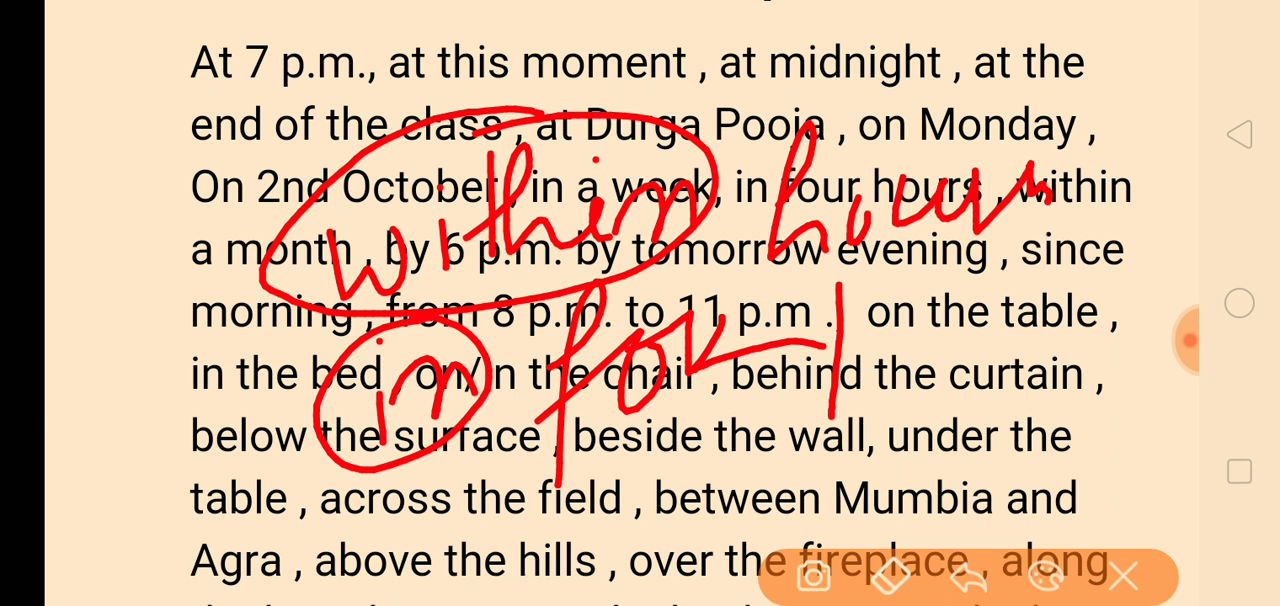 At 7 p.m., at this moment , at midnight , at the
end of the class , at Durga Pooja , on Monday ,
On 2nd October, in a week, in four hours , within
a month , by 6 p.m. by tomorrow evening , since
morning , from 8 p.m. to 11 p.m . on the table ,
in the bed , on/in the chair , behind the curtain ,
below the surface , beside the wall, under the
table , across the field , between Mumbia and
Agra , above the hills , over the fireplace , along
within hours
in for